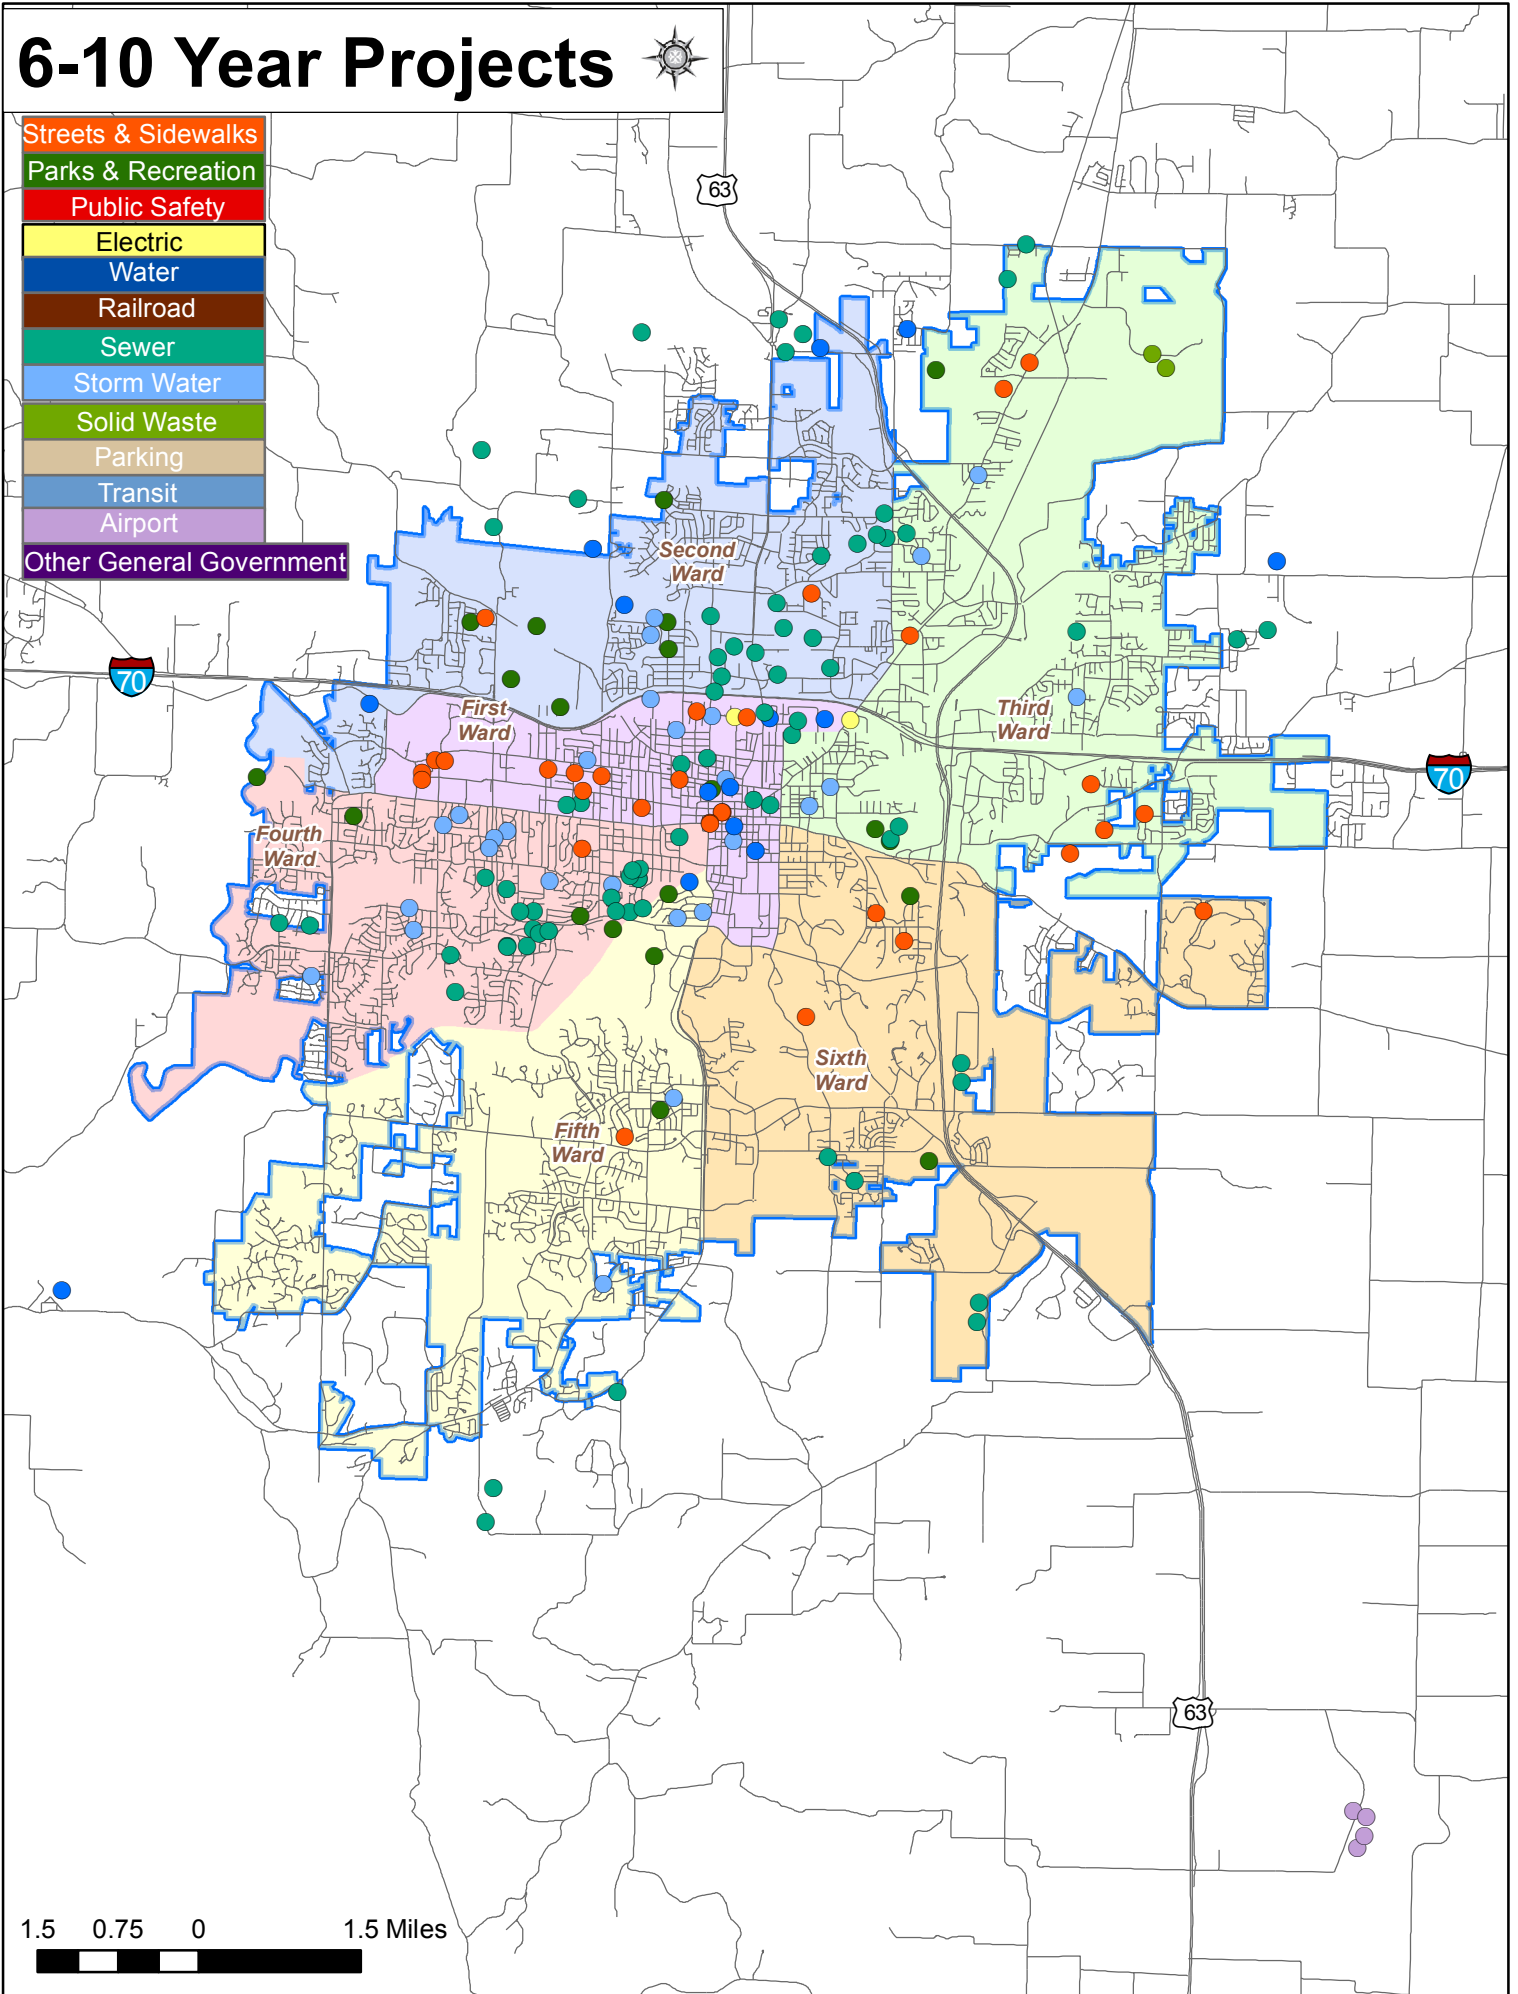 6-10 Year Projects
Streets & Sidewalks
Parks & Recreation
Public Safety
Electric
Water
Railroad
Sewer
Storm Water
Solid Waste
Parking
Transit
Airport
Other General Government
63
Second
Ward
70
First
Ward
Third
Ward
70
Fourth
Ward
Sixth
Ward
Fifth
Ward
63
1.5 0.75 0 1.5 Miles